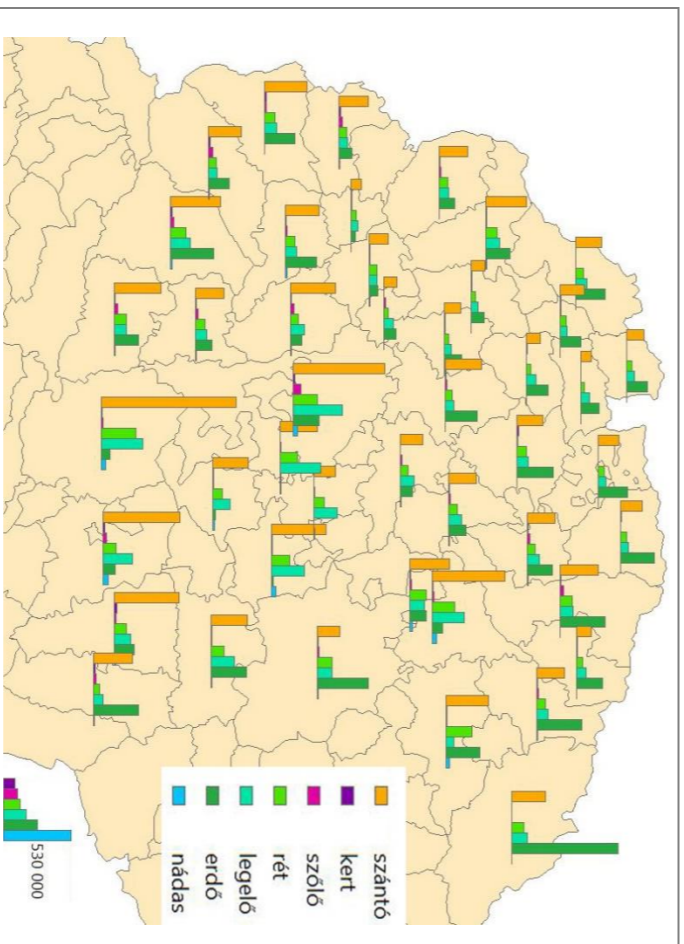 szántó
kert
szőlő
rét
legelő
erdő
nádas
530 000